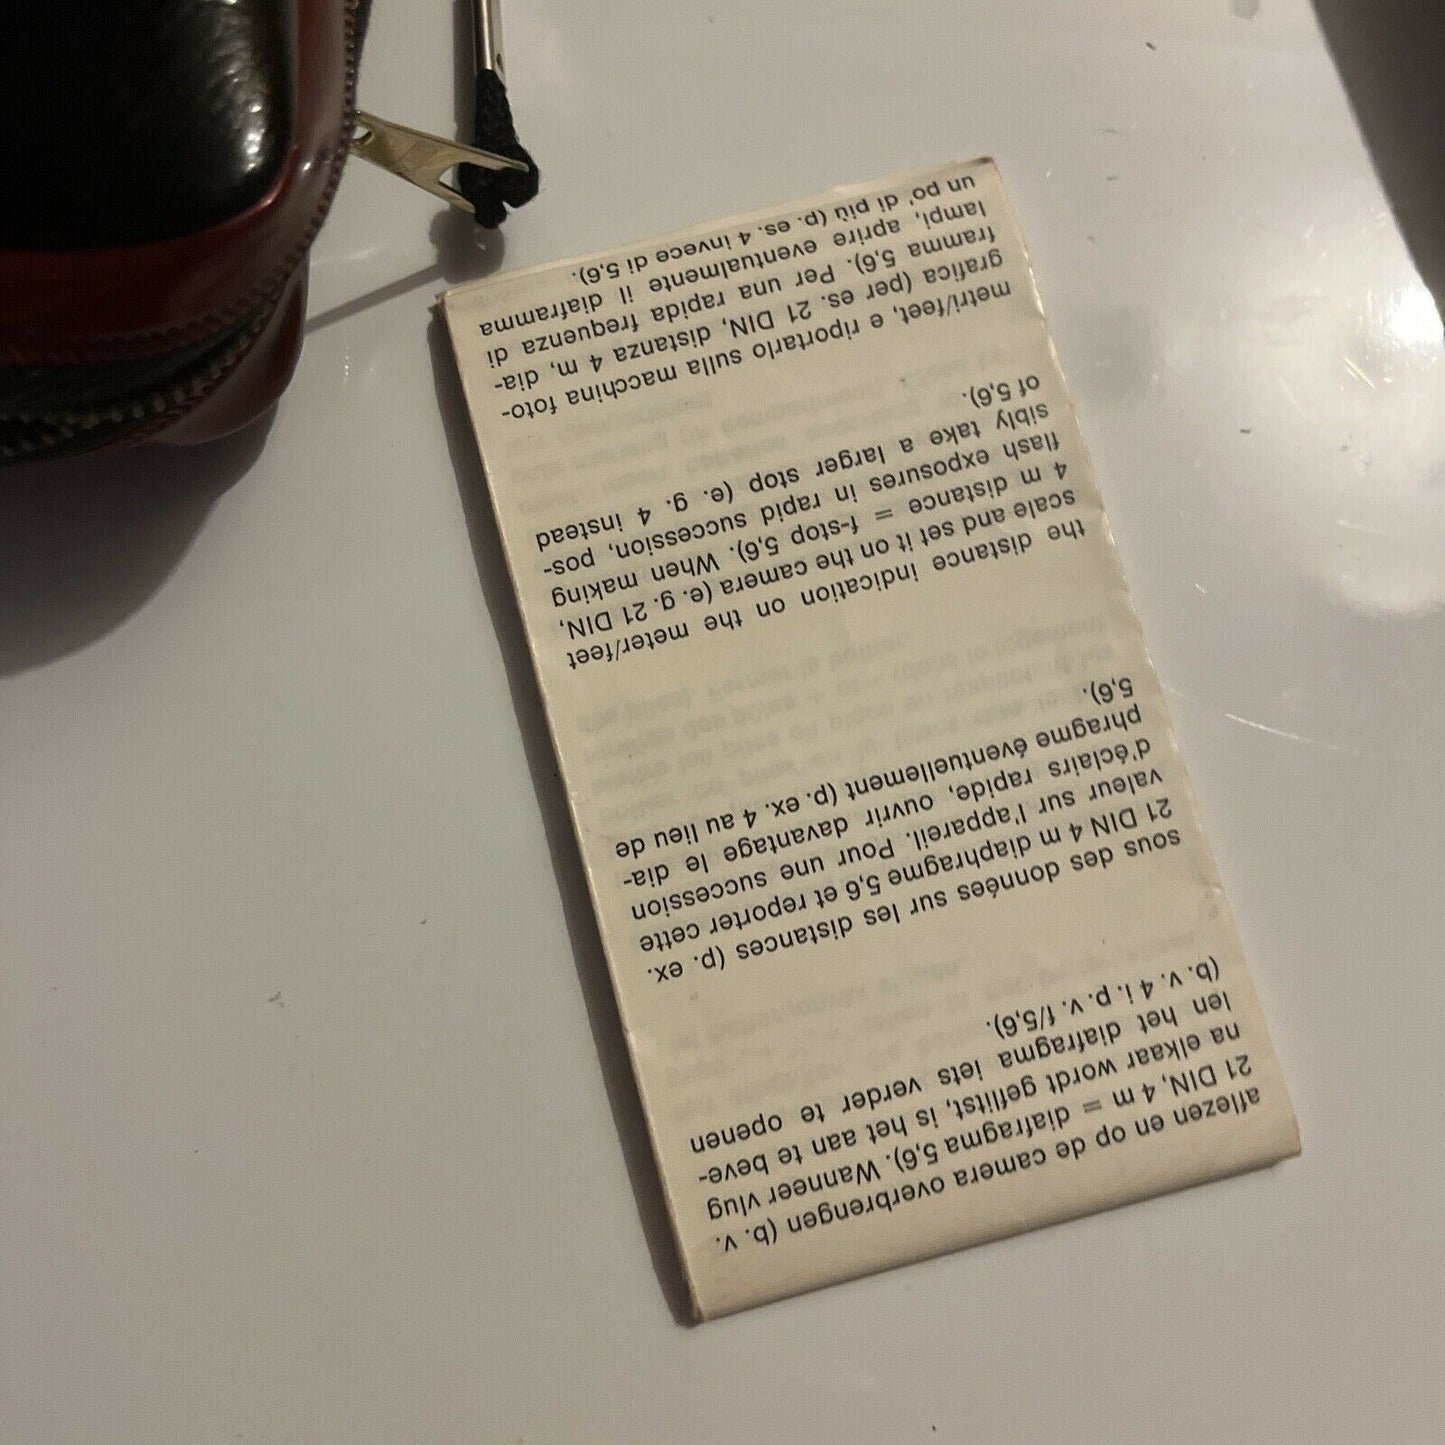 aflezen en op de camera overbrengen (b. v.
21 DIN, 4 m = diafragma 5,6). Wanneer vlug
na elkaar wordt geflitst, is het aan te beve-
len het diafragma iets verder te openen
(b. v. 4 i. p. v. f/5,6).
sous des données sur les distances (p. ex.
21 DIN 4 m diaphragme 5,6 et reporter cette
valeur sur l'appareil. Pour une succession
d'éclairs rapide, ouvrir davantage le dia-
phragme éventuellement (p. ex. 4 au lieu de
5,6).
the distance indication on the meter/feet
scale and set it on the camera (e. g. 21 DIN,
4 m distance = f-stop 5,6). When making
flash exposures in rapid succession, pos-
sibly take a larger stop (e. g. 4 instead
of 5,6).
metri/feet, e riportarlo sulla macchina foto-
grafica (per es. 21 DIN, distanza 4 m, dia-
framma 5,6). Per una rapida frequenza di
lampi, aprire eventualmente il diaframma
un po' di più (p. es. 4 invece di 5,6).